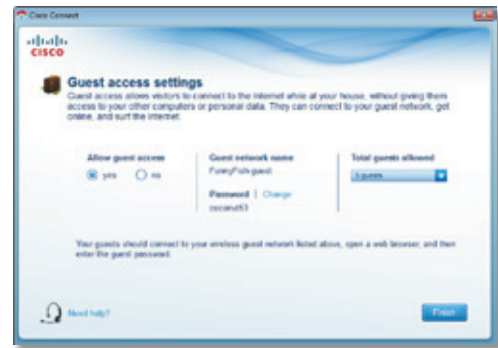 Cisco Connect
CISCO
Guest access settings
Guest access allows visitors to connect to the Internet while at your house, without giving them
access to your other computers or personal data. They can connect to your guest network, get
online, and surf the internet.
Allow guest access
yes no
Guest network name
FunnyFish-guest
Password | Change
coconut53
Total guests allowed
guests
Your guests should connect to your wireless guest network listed above, open a web browser, and then
enter the guest password.
Need help?
Finish